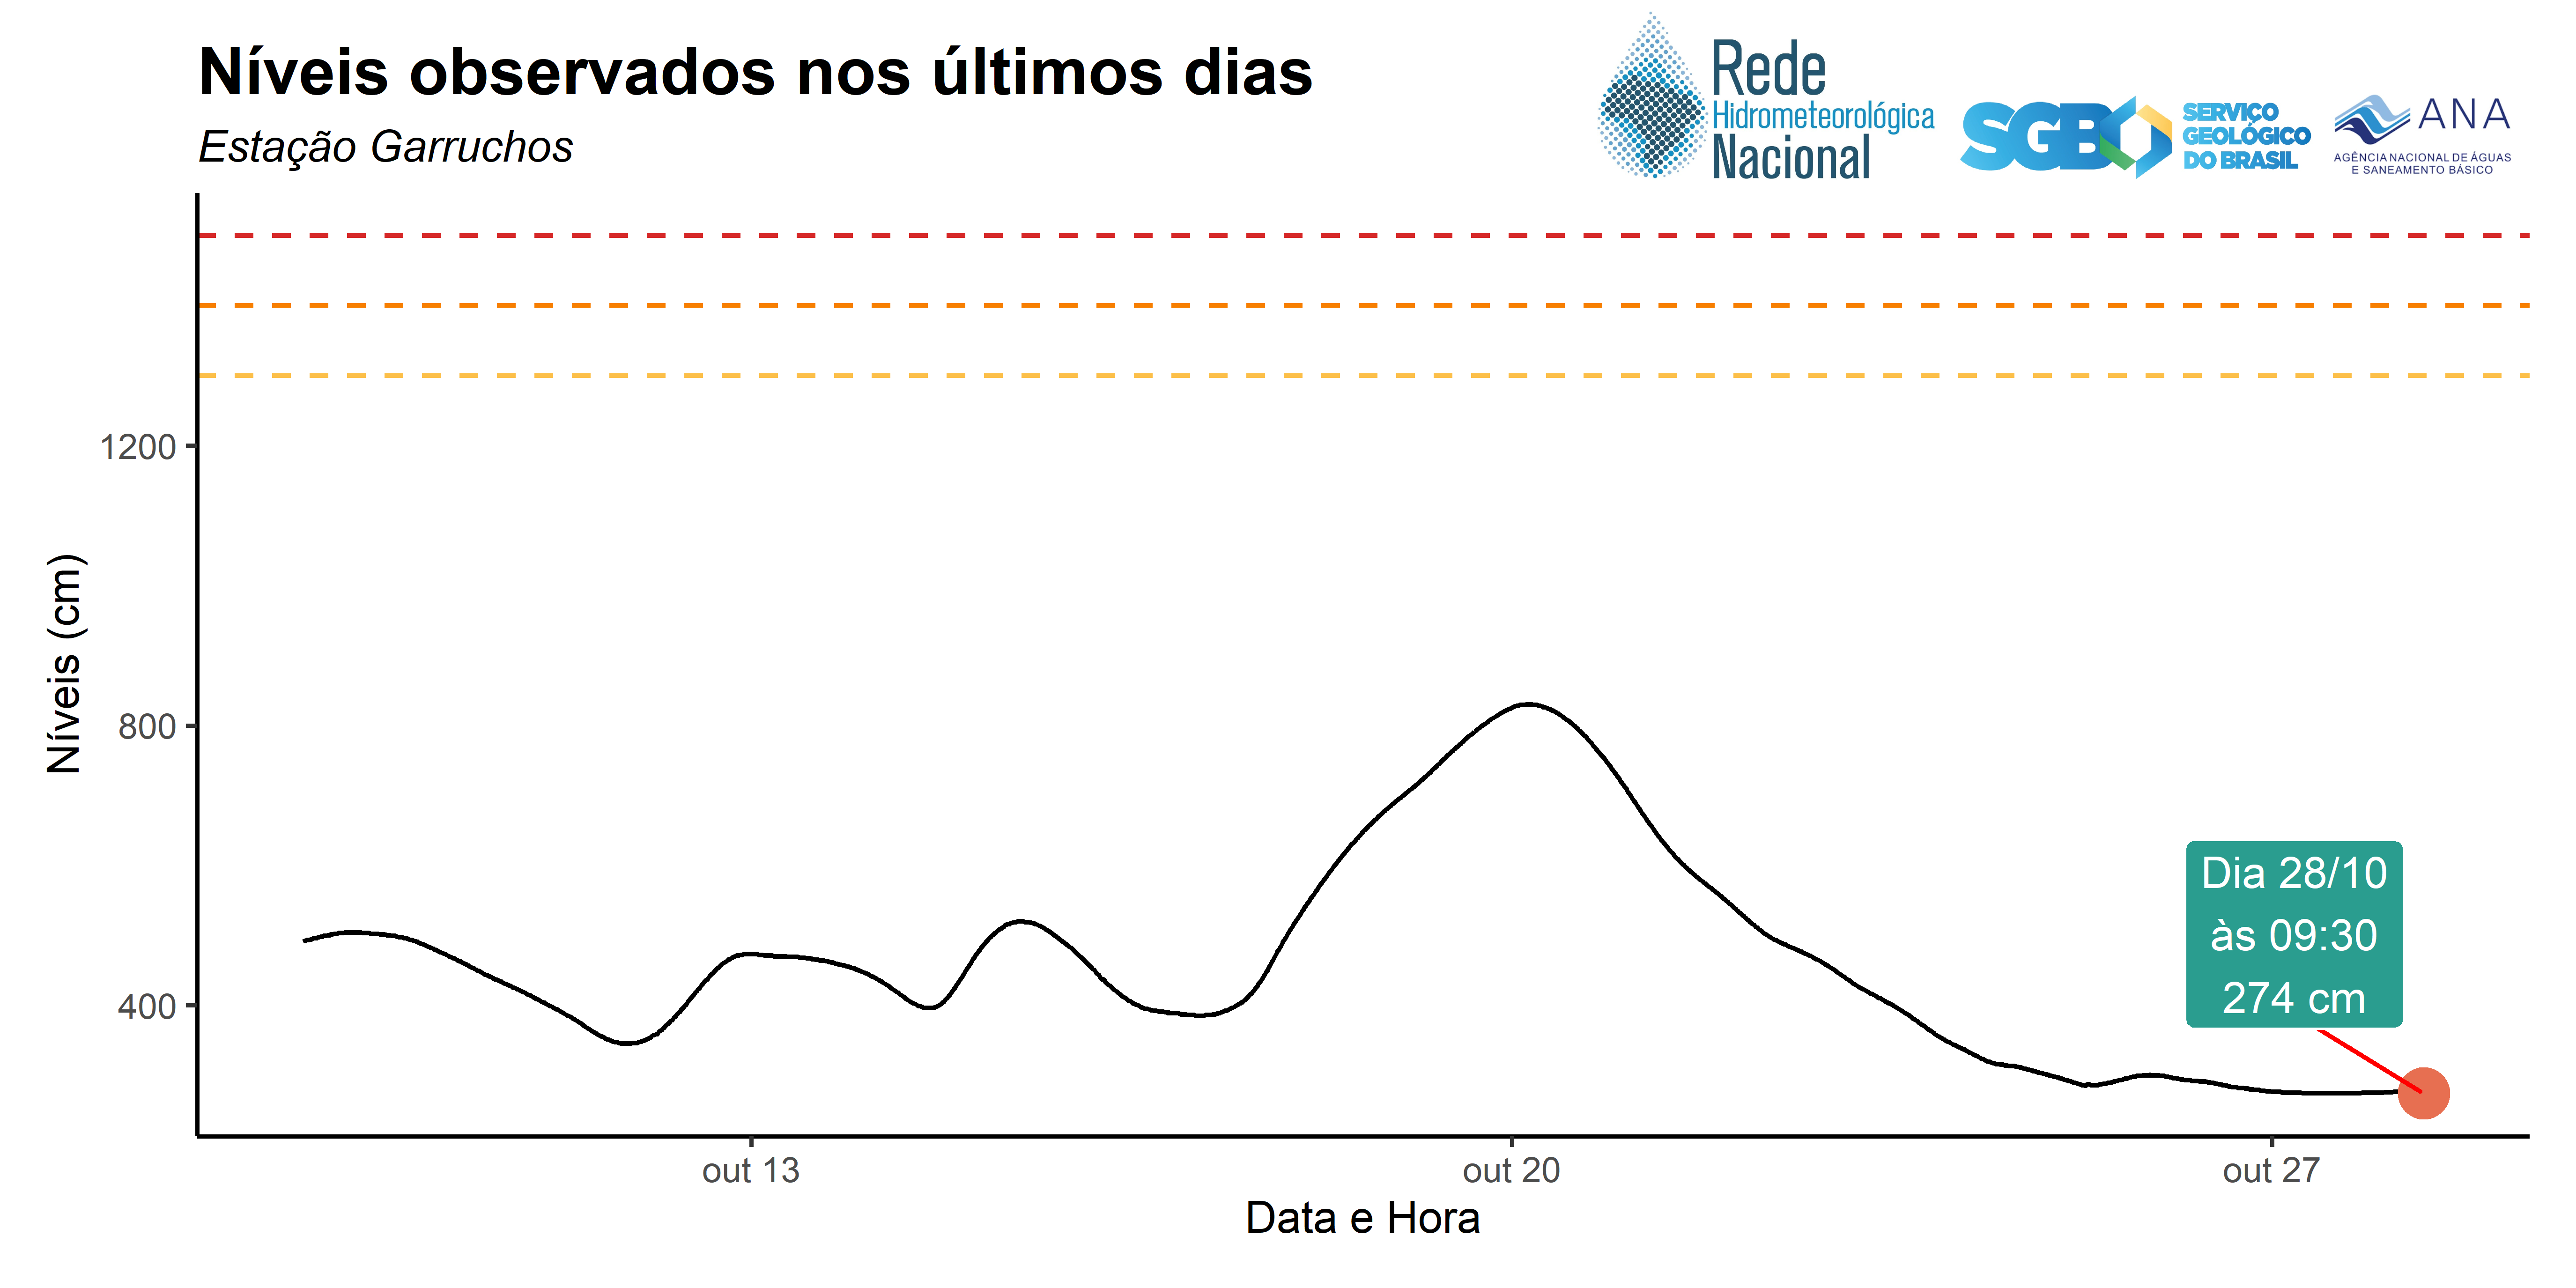 Níveis observados nos últimos dias
Estação Garruchos
Rede
Hidrometeorológica
Nacional
SGB
SERVIÇO
GEOLÓGICO
DO BRASIL
ANA
AGÊNCIA NACIONAL DE ÁGUAS
E SANEAMENTO BÁSICO
Níveis (cm)
1200
800
400
Dia 28/10
às 09:30
274 cm
out 13
out 20
out 27
Data e Hora